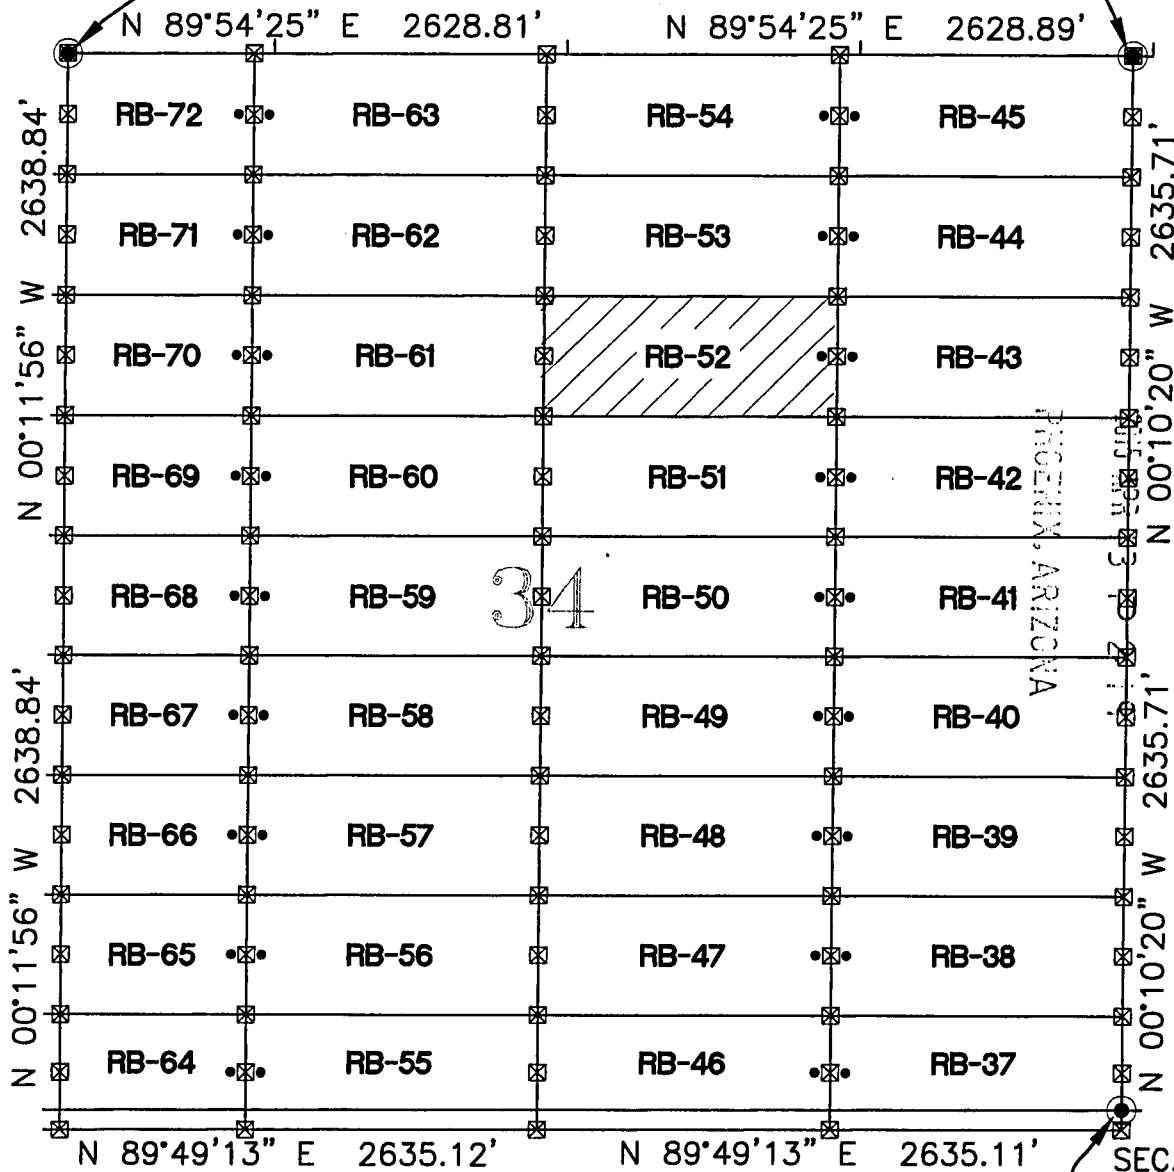 N 89°54'25" E 2628.81' N 89°54'25" E 2628.89'
2638.84'
N 00°11'56" W
2638.84'
N 00°11'56" W
RB-72 RB-63 RB-54 RB-45
RB-71 RB-62 RB-53 RB-44
RB-70 RB-61 RB-52 RB-43
RB-69 RB-60 RB-51 RB-42
RB-68 RB-59 RB-50 RB-41
34
RB-67 RB-58 RB-49 RB-40
RB-66 RB-57 RB-48 RB-39
RB-65 RB-56 RB-47 RB-38
RB-64 RB-55 RB-46 RB-37
PHOENIX, ARIZONA
2635.71'
N 00°10'20" W
2635.71'
N 00°10'20" W
N 89°49'13" E 2635.12' N 89°49'13" E 2635.11' SEC.